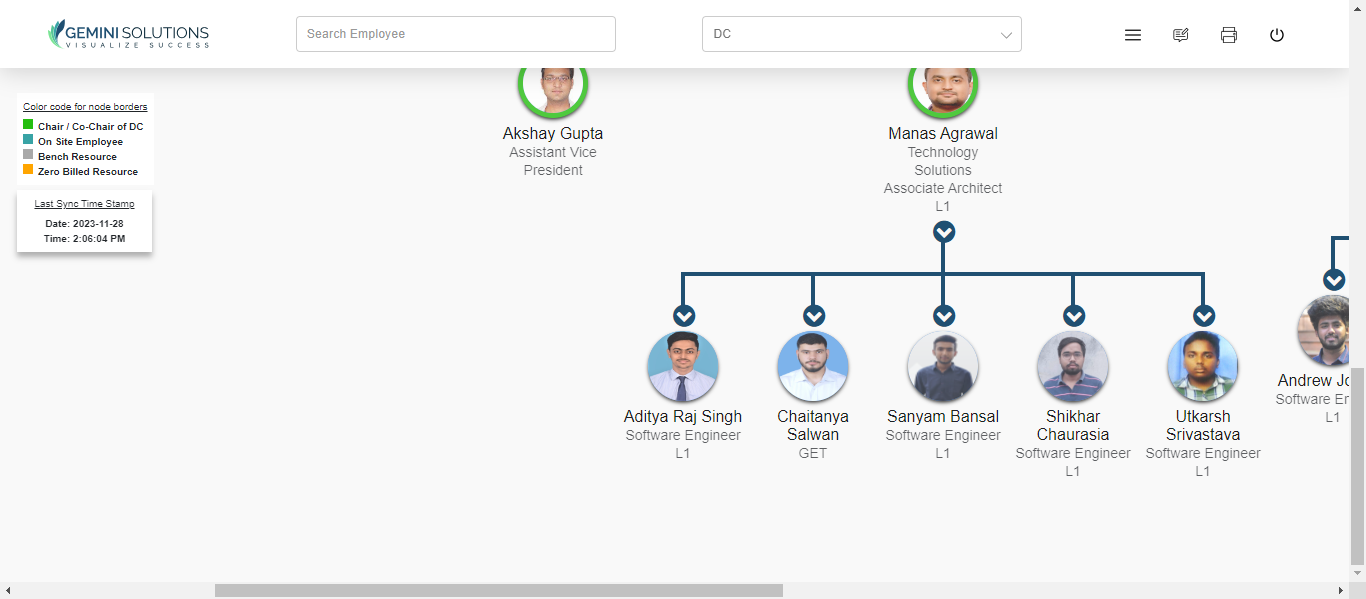 GEMINI SOLUTIONS
VISUALIZE SUCCESS
Search Employee
DC
Color code for node borders
Chair / Co-Chair of DC
On Site Employee
Bench Resource
Zero Billed Resource
Last Sync Time Stamp
Date: 2023-11-28
Time: 2:06:04 PM
Akshay Gupta
Assistant Vice
President
Manas Agrawal
Technology
Solutions
Associate Architect
L1
Aditya Raj Singh
Software Engineer
L1
Chaitanya
Salwan
GET
Sanyam Bansal
Software Engineer
L1
Shikhar
Chaurasia
Software Engineer
L1
Utkarsh
Srivastava
Software Engineer
L1
Andrew
Software
L1